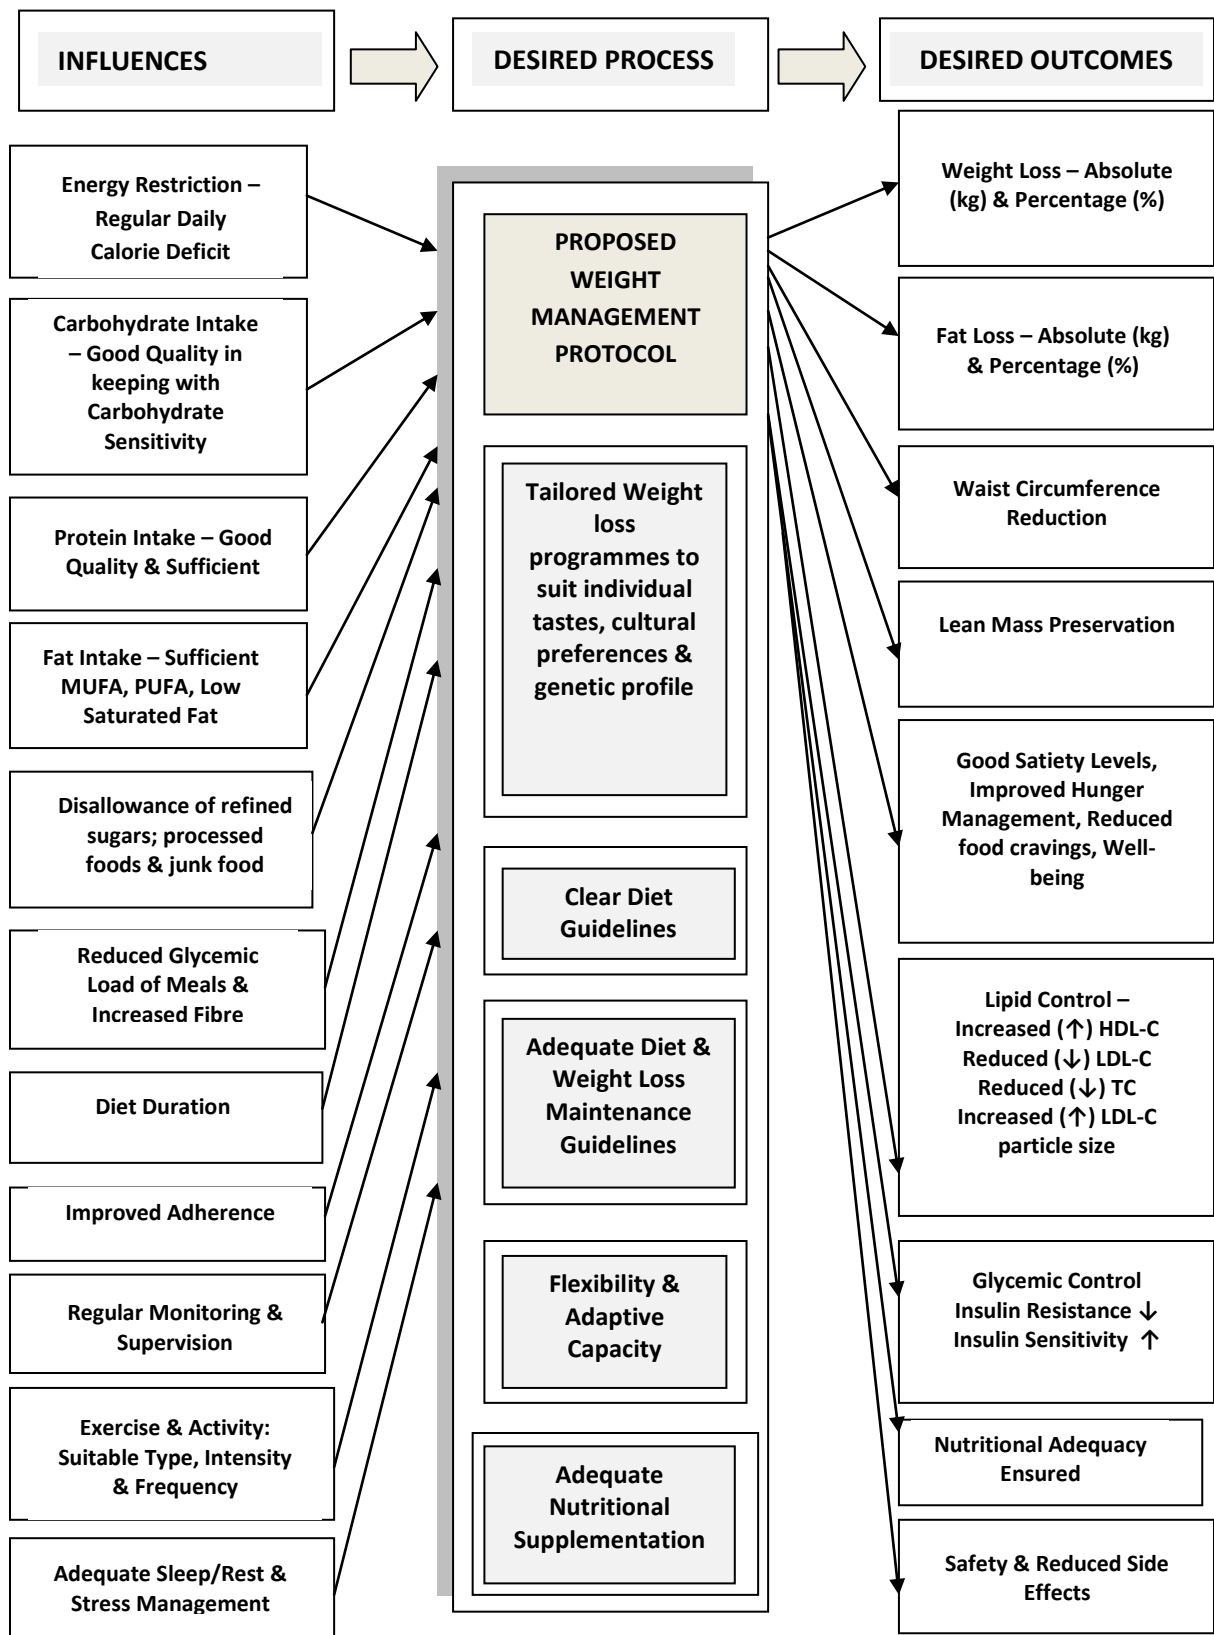 INFLUENCES
DESIRED PROCESS
DESIRED OUTCOMES
Energy Restriction –
Regular Daily
Calorie Deficit
Carbohydrate Intake
– Good Quality in
keeping with
Carbohydrate
Sensitivity
Protein Intake – Good
Quality & Sufficient
Fat Intake – Sufficient
MUFA, PUFA, Low
Saturated Fat
Disallowance of refined
sugars; processed
foods & junk food
Reduced Glycemic
Load of Meals &
Increased Fibre
Diet Duration
Improved Adherence
Regular Monitoring &
Supervision
Exercise & Activity:
Suitable Type, Intensity
& Frequency
Adequate Sleep/Rest &
Stress Management
PROPOSED
WEIGHT
MANAGEMENT
PROTOCOL
Tailored Weight
loss
programmes to
suit individual
tastes, cultural
preferences &
genetic profile
Clear Diet
Guidelines
Adequate Diet &
Weight Loss
Maintenance
Guidelines
Flexibility &
Adaptive
Capacity
Adequate
Nutritional
Supplementation
Weight Loss – Absolute
(kg) & Percentage (%)
Fat Loss – Absolute (kg)
& Percentage (%)
Waist Circumference
Reduction
Lean Mass Preservation
Good Satiety Levels,
Improved Hunger
Management, Reduced
food cravings, Well-
being
Lipid Control –
Increased (↑) HDL-C
Reduced (↓) LDL-C
Reduced (↓) TC
Increased (↑) LDL-C
particle size
Glycemic Control
Insulin Resistance ↓
Insulin Sensitivity ↑
Nutritional Adequacy
Ensured
Safety & Reduced Side
Effects